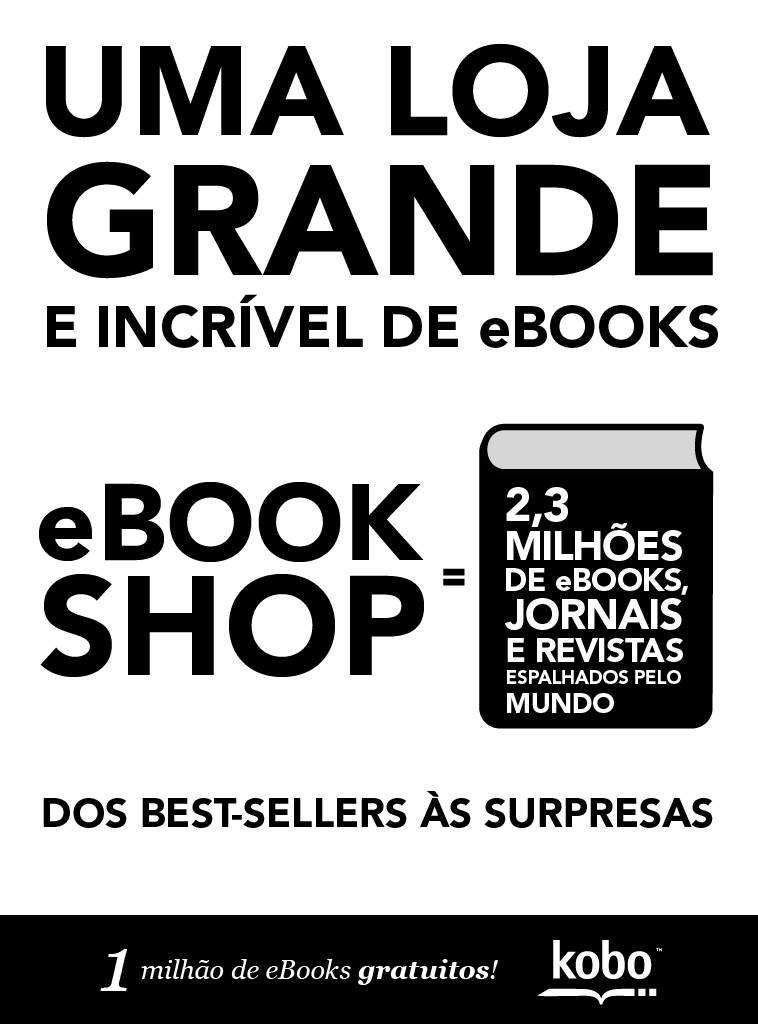 UMA LOJA
GRANDE
E INCRÍVEL DE eBOOKS
eBOOK
SHOP
=
2,3
MILHÕES
DE eBOOKS,
JORNAIS
E REVISTAS
ESPALHADOS PELO
MUNDO
DOS BEST-SELLERS ÀS SURPRESAS
1 milhão de eBooks gratuitos!
kobo™